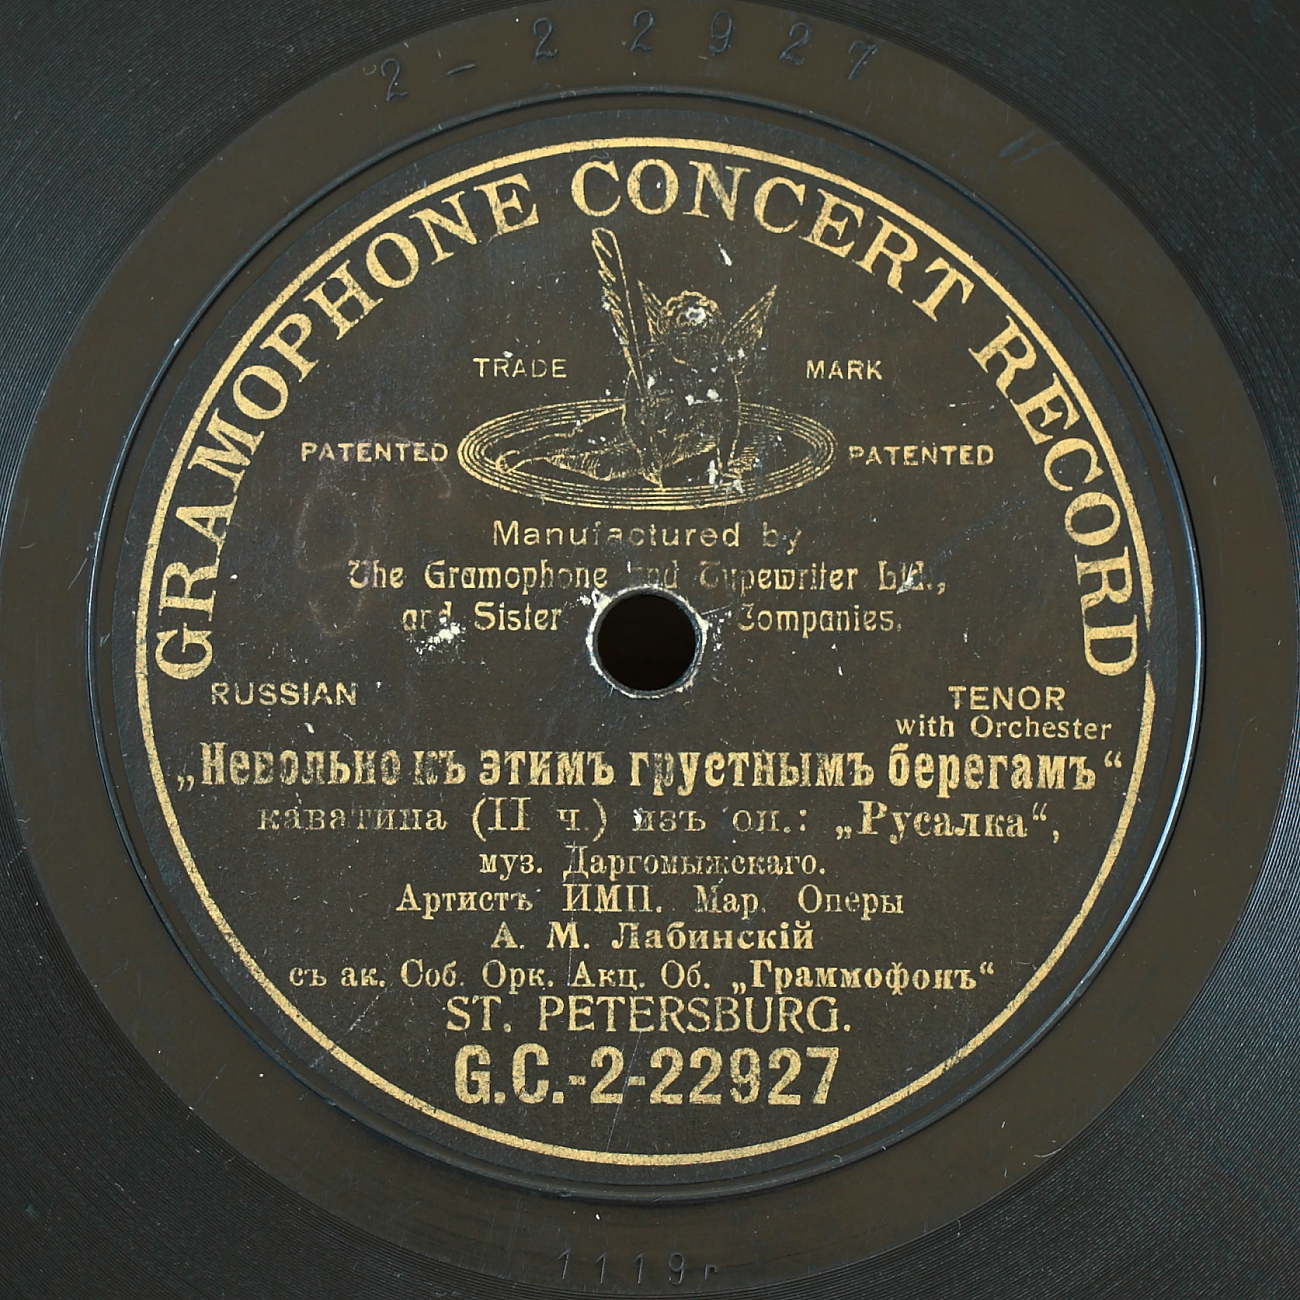 2-22927
GRAMOPHONE CONCERT RECORD
TRADE MARK
PATENTED PATENTED
Manufactured by
The Gramophone and Typewriter Ltd.,
and Sister Companies.
RUSSIAN TENOR
with Orchester
„Невольно къ этимъ грустнымъ берегамъ“
каватина (II ч.) изъ оп.: „Русалка“,
муз. Даргомыжскаго.
Артистъ ИМП. Мар. Оперы
А. М. Лабинскій
съ ак. Соб. Орк. Акц. Об. „Граммофонъ“
ST. PETERSBURG.
G.C.-2-22927
1119r